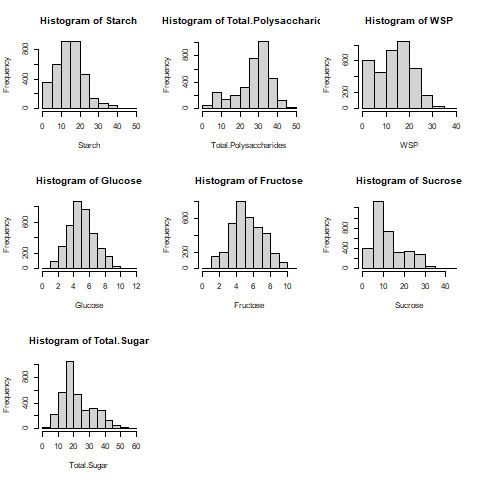 Histogram of Starch
Frequency
0 400 800
0 10 20 30 40 50
Starch
Histogram of Total.Polysaccharic
Frequency
0 400 800
0 10 20 30 40 50
Total.Polysaccharides
Histogram of WSP
Frequency
0 200 600
0 10 20 30 40
WSP
Histogram of Glucose
Frequency
0 200 600
0 2 4 6 8 10 12
Glucose
Histogram of Fructose
Frequency
0 200 600
0 2 4 6 8 10
Fructose
Histogram of Sucrose
Frequency
0 400 800
0 10 20 30 40
Sucrose
Histogram of Total.Sugar
Frequency
0 400 800
0 10 20 30 40 50 60
Total.Sugar